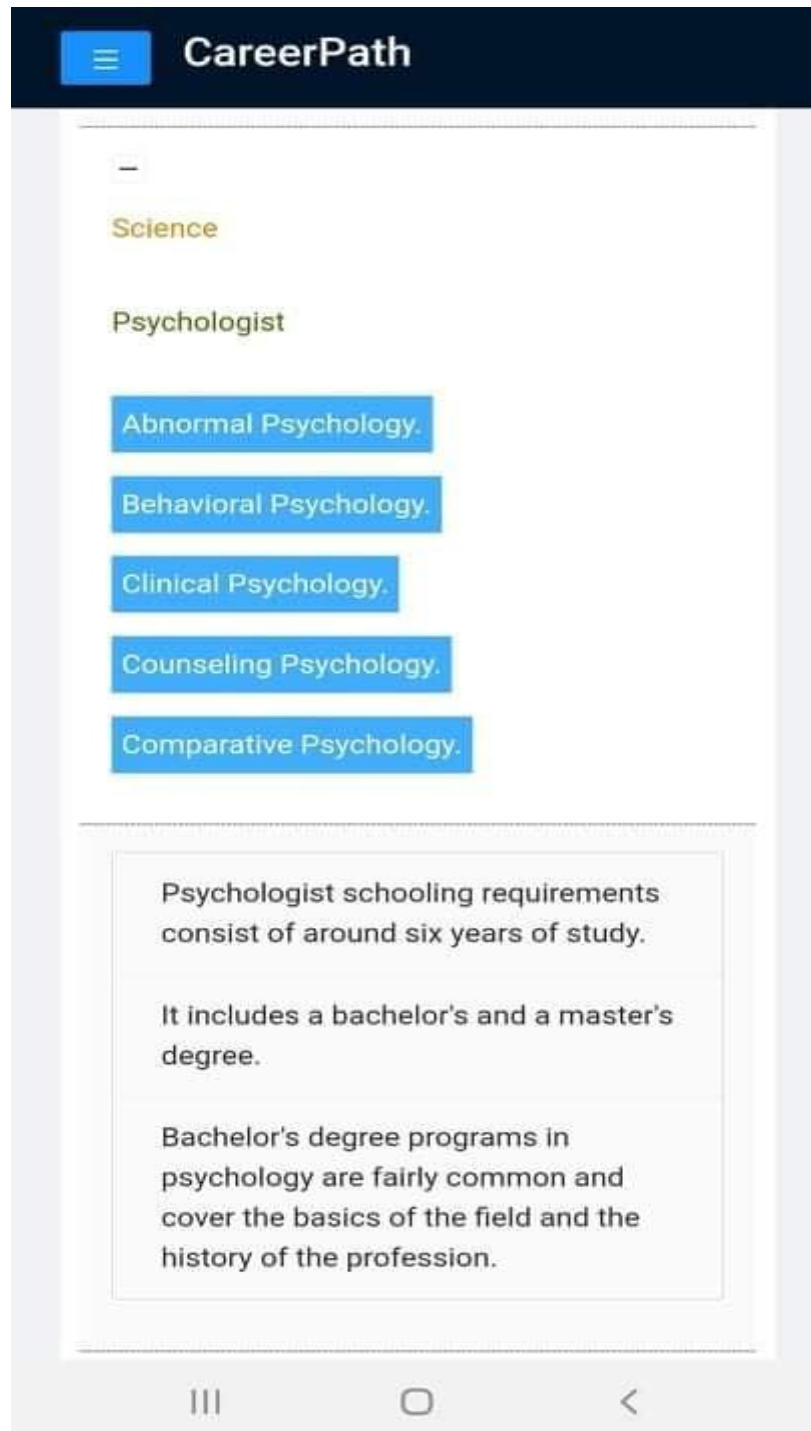 CareerPath
Science
Psychologist
Abnormal Psychology.
Behavioral Psychology.
Clinical Psychology.
Counseling Psychology.
Comparative Psychology.
Psychologist schooling requirements
consist of around six years of study.
It includes a bachelor's and a master's
degree.
Bachelor's degree programs in
psychology are fairly common and
cover the basics of the field and the
history of the profession.